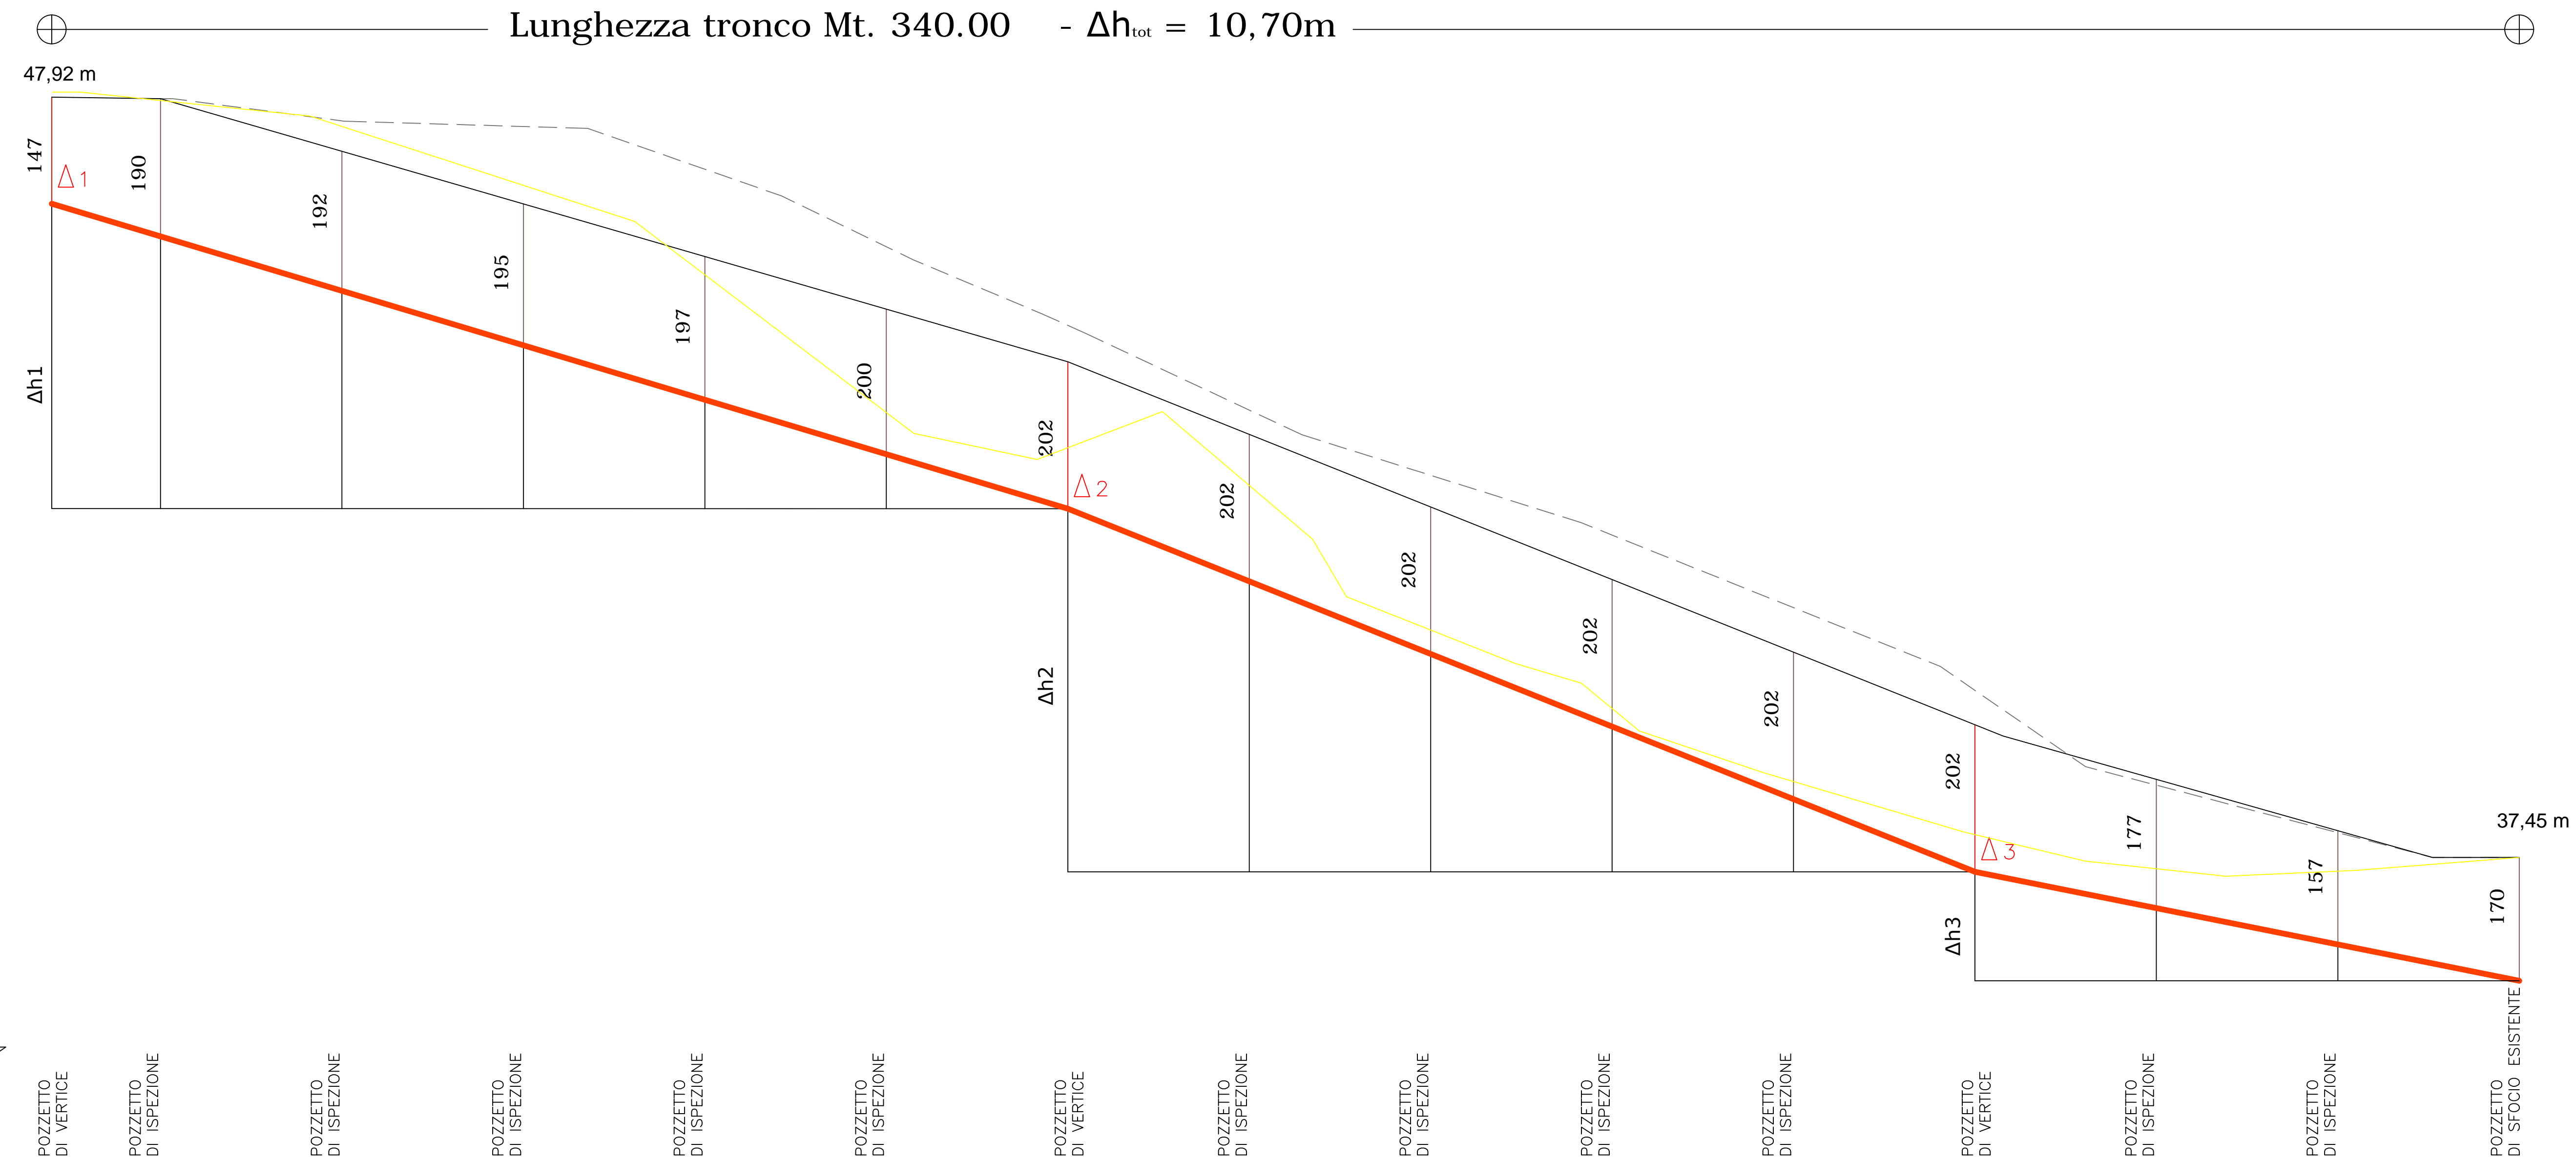 Lunghezza tronco Mt. 340.00 - Δh tot = 10,70m
47,92 m
147
Δ1
190
192
195
197
200
202
Δ2
202
202
202
202
202
Δ3
177
157
170
37,45 m
Δh1
Δh2
Δh3
POZZETTO
DI VERTICE
POZZETTO
DI ISPEZIONE
POZZETTO
DI ISPEZIONE
POZZETTO
DI ISPEZIONE
POZZETTO
DI ISPEZIONE
POZZETTO
DI ISPEZIONE
POZZETTO
DI VERTICE
POZZETTO
DI ISPEZIONE
POZZETTO
DI ISPEZIONE
POZZETTO
DI ISPEZIONE
POZZETTO
DI ISPEZIONE
POZZETTO
DI VERTICE
POZZETTO
DI ISPEZIONE
POZZETTO
DI ISPEZIONE
POZZETTO
DI SFOCIO ESISTENTE